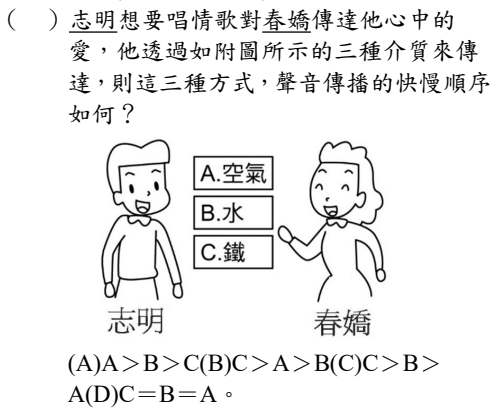 （　）志明想要唱情歌對春嬌傳達他心中的
愛，他透過如附圖所示的三種介質來傳
達，則這三種方式，聲音傳播的快慢順序
如何？
A.空氣
B.水
C.鐵
志明
春嬌
(A)A＞B＞C(B)C＞A＞B(C)C＞B＞
A(D)C＝B＝A。